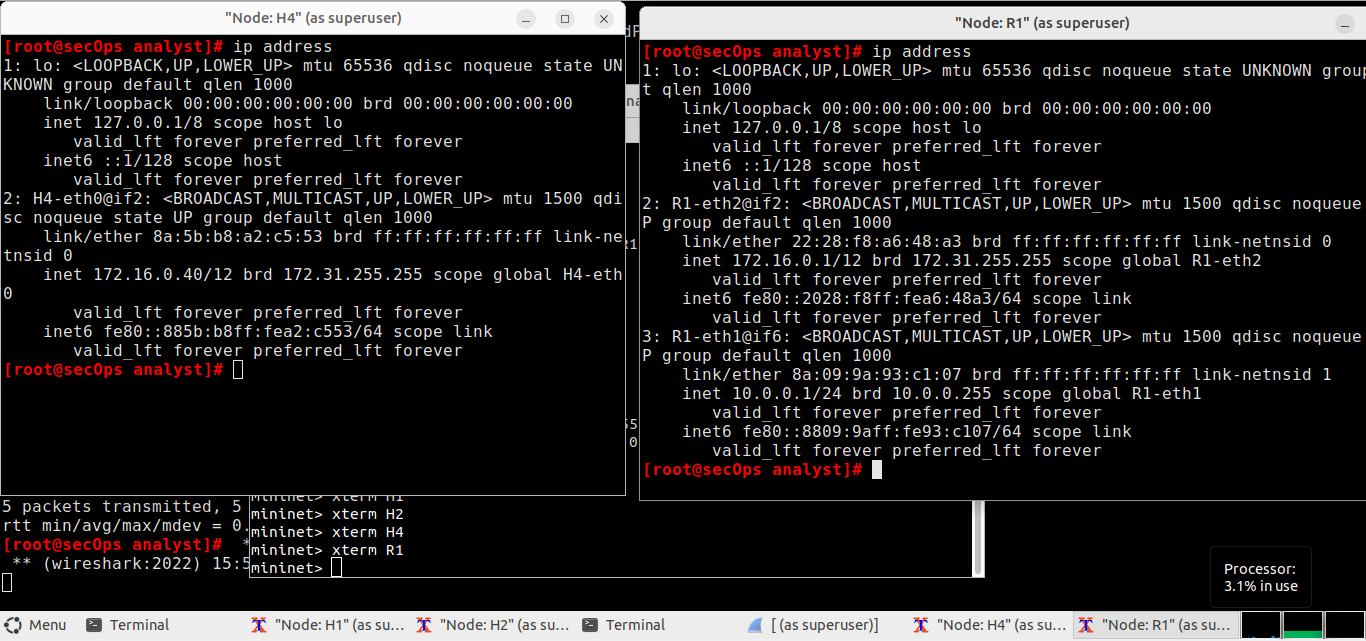 "Node: H4" (as superuser)
[root@secOps analyst]# ip address
1: lo: <LOOPBACK,UP,LOWER_UP> mtu 65536 qdisc noqueue state UN
KNOWN group default qlen 1000
link/loopback 00:00:00:00:00:00 brd 00:00:00:00:00:00
inet 127.0.0.1/8 scope host lo
valid_lft forever preferred_lft forever
inet6 ::1/128 scope host
valid_lft forever preferred_lft forever
2: H4-eth0@if2: <BROADCAST,MULTICAST,UP,LOWER_UP> mtu 1500 qdi
sc noqueue state UP group default qlen 1000
link/ether 8a:5b:b8:a2:c5:53 brd ff:ff:ff:ff:ff:ff link-ne
tnsid 0
inet 172.16.0.40/12 brd 172.31.255.255 scope global H4-eth
0
valid_lft forever preferred_lft forever
inet6 fe80::885b:b8ff:fea2:c553/64 scope link
valid_lft forever preferred_lft forever
[root@secOps analyst]#
"Node: R1" (as superuser)
[root@secOps analyst]# ip address
1: lo: <LOOPBACK,UP,LOWER_UP> mtu 65536 qdisc noqueue state UNKNOWN grou
t qlen 1000
link/loopback 00:00:00:00:00:00 brd 00:00:00:00:00:00
inet 127.0.0.1/8 scope host lo
valid_lft forever preferred_lft forever
inet6 ::1/128 scope host
valid_lft forever preferred_lft forever
2: R1-eth2@if2: <BROADCAST,MULTICAST,UP,LOWER_UP> mtu 1500 qdisc noqueue
P group default qlen 1000
link/ether 22:28:f8:a6:48:a3 brd ff:ff:ff:ff:ff:ff link-netnsid 0
inet 172.16.0.1/12 brd 172.31.255.255 scope global R1-eth2
valid_lft forever preferred_lft forever
inet6 fe80::2028:f8ff:fea6:48a3/64 scope link
valid_lft forever preferred_lft forever
3: R1-eth1@if6: <BROADCAST,MULTICAST,UP,LOWER_UP> mtu 1500 qdisc noqueue
P group default qlen 1000
link/ether 8a:09:9a:93:c1:07 brd ff:ff:ff:ff:ff:ff link-netnsid 1
inet 10.0.0.1/24 brd 10.0.0.255 scope global R1-eth1
valid_lft forever preferred_lft forever
inet6 fe80::8809:9aff:fe93:c107/64 scope link
valid_lft forever preferred_lft forever
[root@secOps analyst]#
5 packets transmitted, 5
rtt min/avg/max/mdev = 0.
[root@secOps analyst]# *
** (wireshark:2022) 15:5
mininet> xterm H1
mininet> xterm H2
mininet> xterm H4
mininet> xterm R1
mininet>
Processor:
3.1% in use
Menu
Terminal
"Node: H1" (as su...
"Node: H2" (as su...
Terminal
[ (as superuser)]
"Node: H4" (as su...
"Node: R1" (as su...